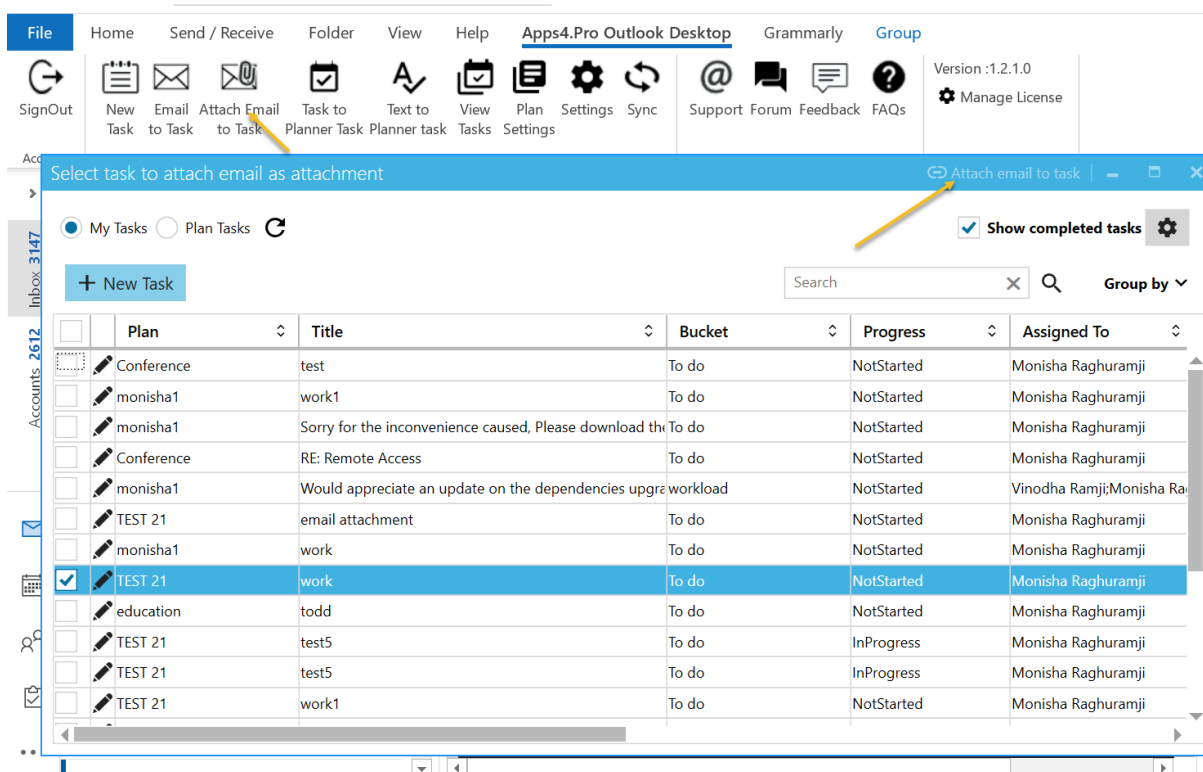 File Home Send / Receive Folder View Help Apps4.Pro Outlook Desktop Grammarly Group
SignOut
New Task
Email to Task
Attach Email to Task
Task to Planner Task
Text to Planner task
View Tasks
Plan Settings
Settings
Sync
Support Forum Feedback FAQs
Version :1.2.1.0
Manage License
Acc
Select task to attach email as attachment
Attach email to task
Inbox 3147
Accounts 2612
My Tasks Plan Tasks
Show completed tasks
+ New Task
Search
Group by
Plan Title Bucket Progress Assigned To
Conference test To do NotStarted Monisha Raghuramji
monisha1 work1 To do NotStarted Monisha Raghuramji
monisha1 Sorry for the inconvenience caused, Please download the To do NotStarted Monisha Raghuramji
Conference RE: Remote Access To do NotStarted Monisha Raghuramji
monisha1 Would appreciate an update on the dependencies upgra workload NotStarted Vinodha Ramji;Monisha Ra
TEST 21 email attachment To do NotStarted Monisha Raghuramji
monisha1 work To do NotStarted Monisha Raghuramji
TEST 21 work To do NotStarted Monisha Raghuramji
education todd To do NotStarted Monisha Raghuramji
TEST 21 test5 To do InProgress Monisha Raghuramji
TEST 21 test5 To do InProgress Monisha Raghuramji
TEST 21 work1 To do NotStarted Monisha Raghuramji